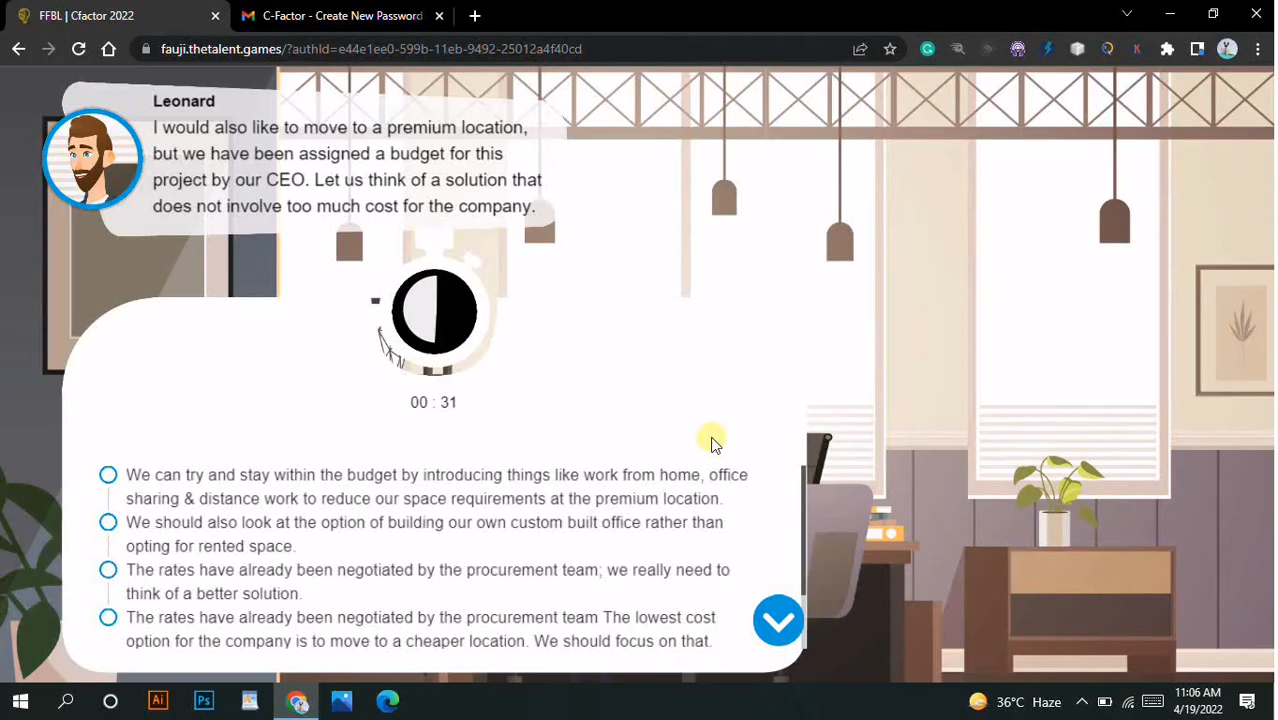 FFBL | Cfactor 2022
C-Factor - Create New Password
fauji.thetalent.games/?authId=e44e1ee0-599b-11eb-9492-25012a4f40cd
Leonard
I would also like to move to a premium location,
but we have been assigned a budget for this
project by our CEO. Let us think of a solution that
does not involve too much cost for the company.
00 : 31
We can try and stay within the budget by introducing things like work from home, office
sharing & distance work to reduce our space requirements at the premium location.
We should also look at the option of building our own custom built office rather than
opting for rented space.
The rates have already been negotiated by the procurement team; we really need to
think of a better solution.
The rates have already been negotiated by the procurement team The lowest cost
option for the company is to move to a cheaper location. We should focus on that.
Ai
Ps
36°C Haze
11:06 AM
4/19/2022